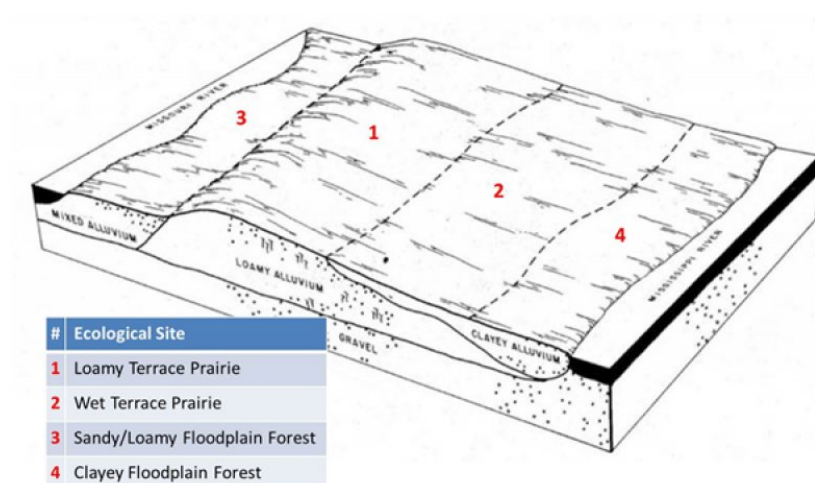 MISSOURI RIVER
3
1
2
4
MISSISSIPPI RIVER
MIXED ALLUVIUM
LOAMY ALLUVIUM
CLAYEY ALLUVIUM
GRAVEL
# Ecological Site
1 Loamy Terrace Prairie
2 Wet Terrace Prairie
3 Sandy/Loamy Floodplain Forest
4 Clayey Floodplain Forest